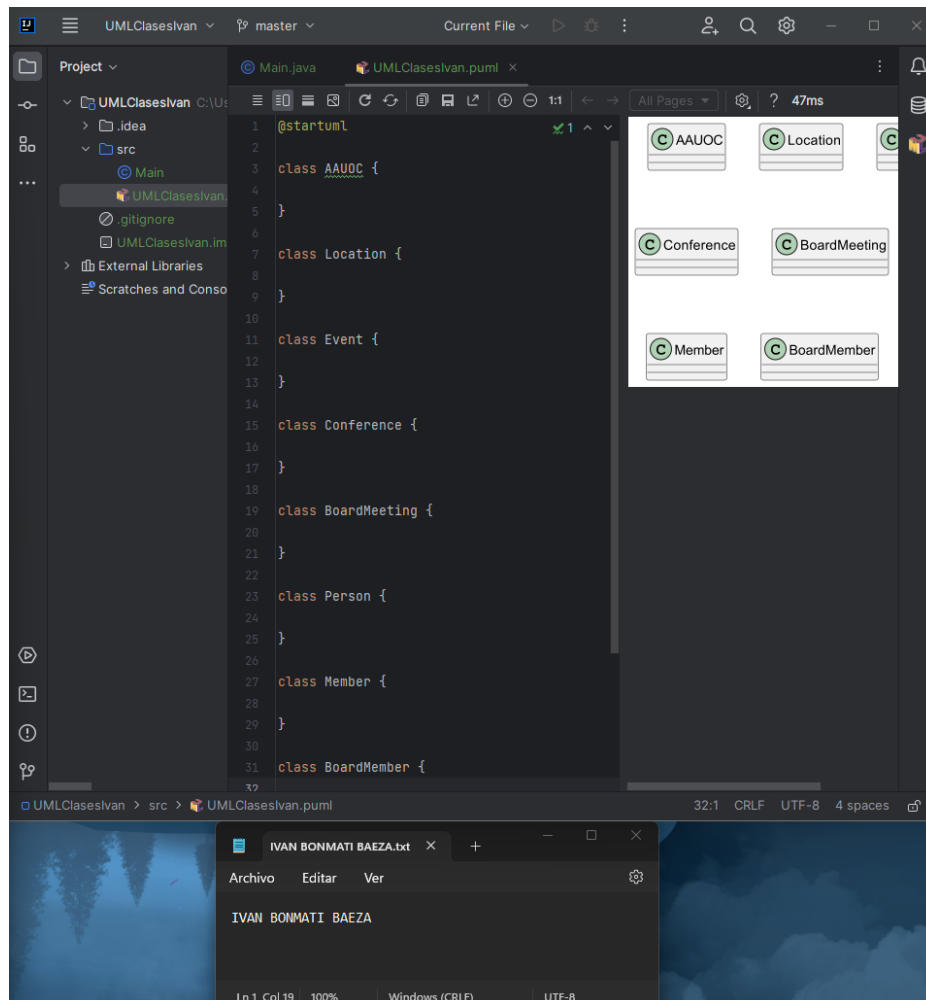 UMLClasesIvan
master
Current File
Project
Main.java
UMLClasesIvan.puml
UMLClasesIvan C:\Us
.idea
src
Main
UMLClasesIvan.
.gitignore
UMLClasesIvan.im
External Libraries
Scratches and Conso
1:1
All Pages
?
47ms
1 @startuml
1
2
3 class AAUOC {
4
5 }
6
7 class Location {
8
9 }
10
11 class Event {
12
13 }
14
15 class Conference {
16
17 }
18
19 class BoardMeeting {
20
21 }
22
23 class Person {
24
25 }
26
27 class Member {
28
29 }
30
31 class BoardMember {
32
C AAUOC
C Location
C
C Conference
C BoardMeeting
C Member
C BoardMember
UMLClasesIvan > src > UMLClasesIvan.puml
32:1 CRLF UTF-8 4 spaces
IVAN BONMATI BAEZA.txt
Archivo Editar Ver
IVAN BONMATI BAEZA
Ln 1, Col 19 100% Windows (CRLF) UTF-8